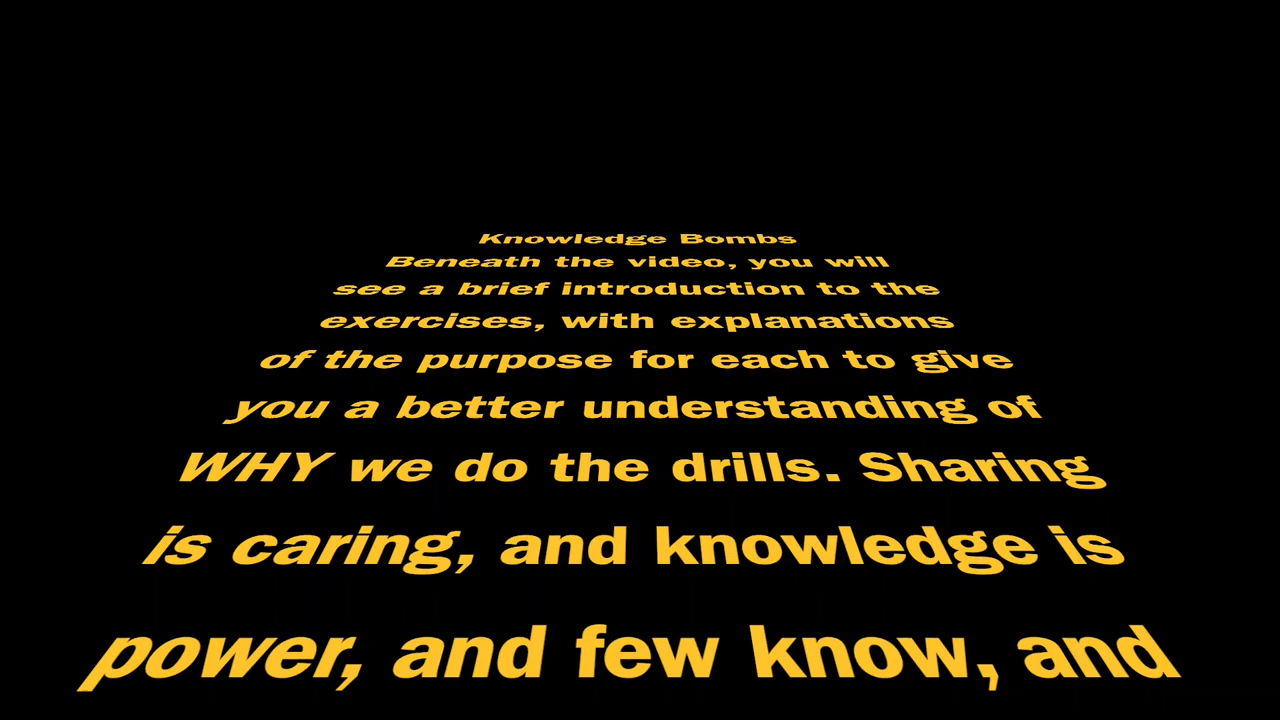 Knowledge Bombs
Beneath the video, you will
see a brief introduction to the
exercises, with explanations
of the purpose for each to give
you a better understanding of
WHY we do the drills. Sharing
is caring, and knowledge is
power, and few know, and